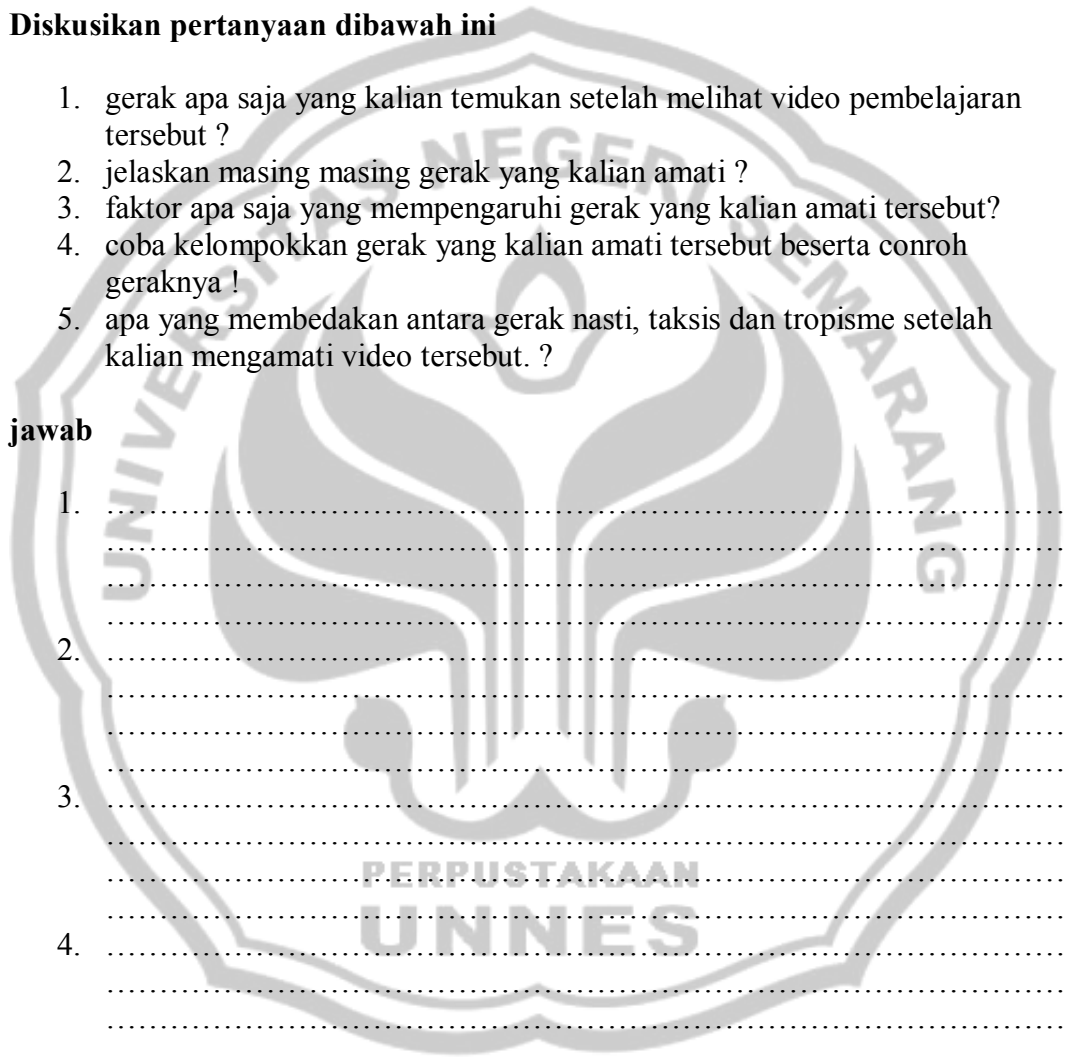 Diskusikan pertanyaan dibawah ini
1. gerak apa saja yang kalian temukan setelah melihat video pembelajaran
tersebut ?
2. jelaskan masing masing gerak yang kalian amati ?
3. faktor apa saja yang mempengaruhi gerak yang kalian amati tersebut?
4. coba kelompokkan gerak yang kalian amati tersebut beserta conroh
geraknya !
5. apa yang membedakan antara gerak nasti, taksis dan tropisme setelah
kalian mengamati video tersebut. ?
jawab
1. ……………………………………………………………………………
……………………………………………………………………………
……………………………………………………………………………
……………………………………………………………………………
2. ……………………………………………………………………………
……………………………………………………………………………
……………………………………………………………………………
……………………………………………………………………………
3. ……………………………………………………………………………
……………………………………………………………………………
……………………………………………………………………………
……………………………………………………………………………
4. ……………………………………………………………………………
……………………………………………………………………………
……………………………………………………………………………
UNIVERSITAS NEGERI SEMARANG
PERPUSTAKAAN
UNNES